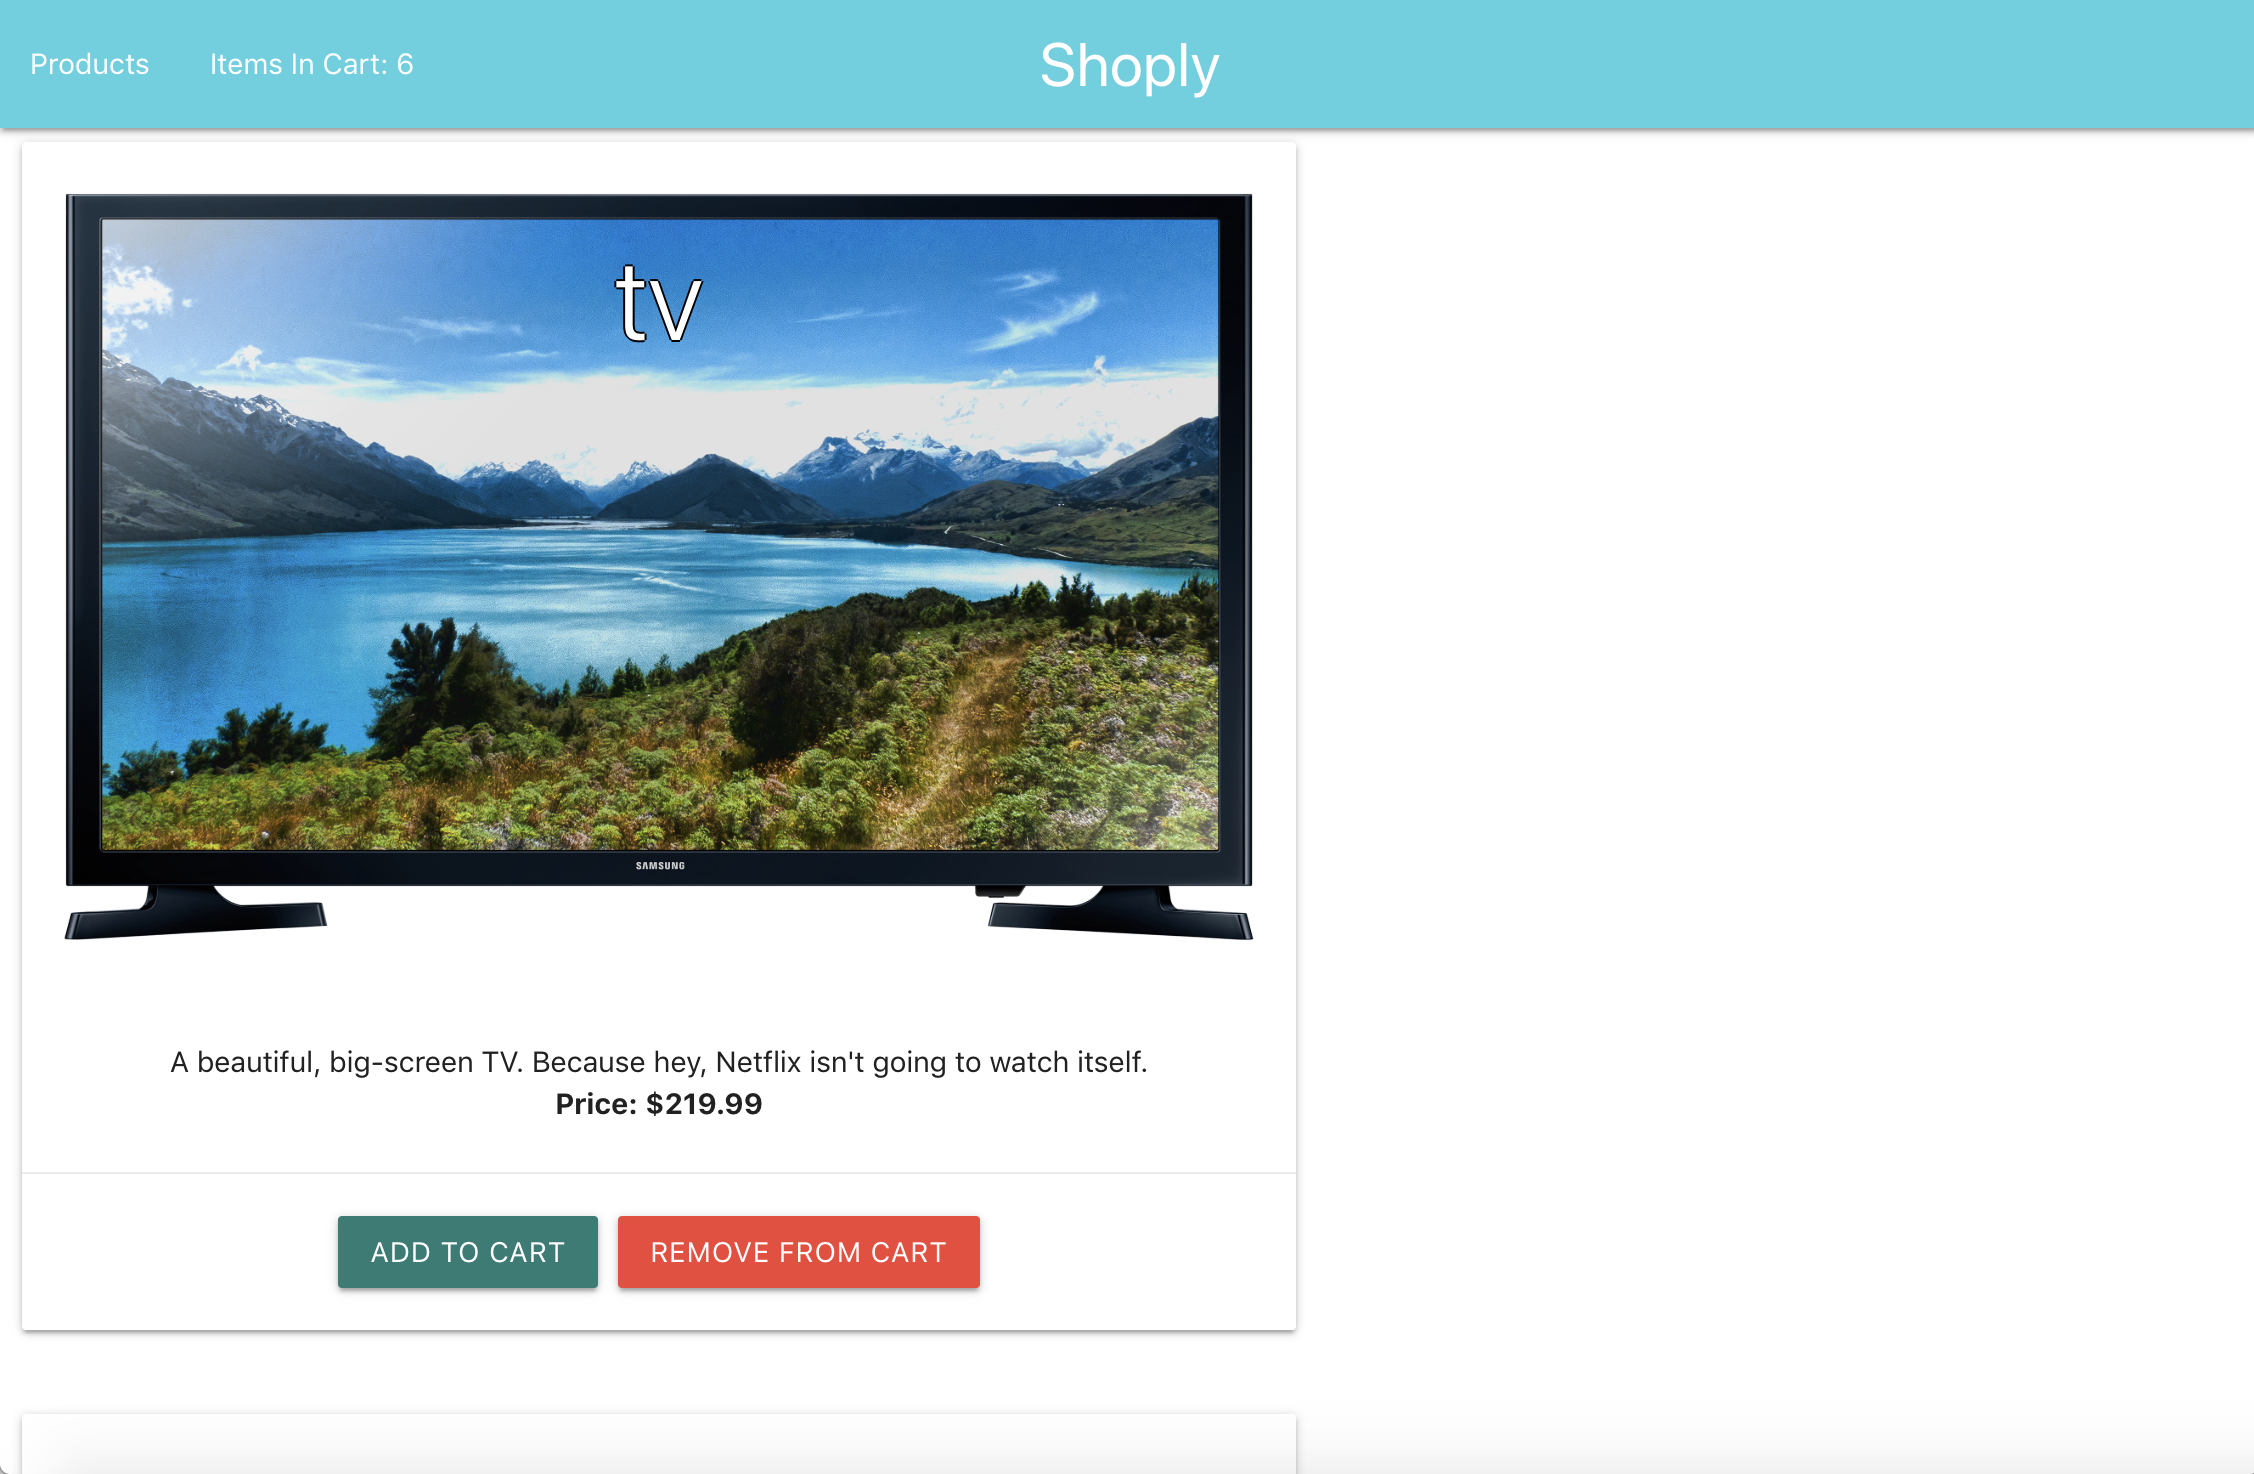 Products Items In Cart: 6 Shoply
tv
SAMSUNG
A beautiful, big-screen TV. Because hey, Netflix isn't going to watch itself.
Price: $219.99
ADD TO CART REMOVE FROM CART